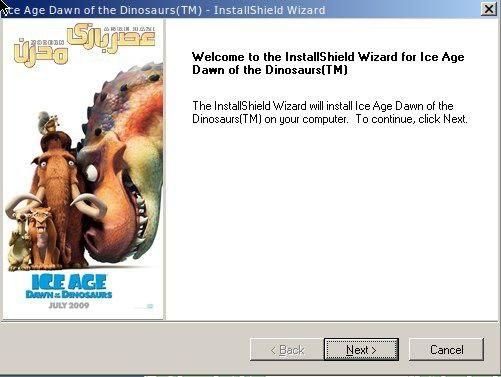 Ice Age Dawn of the Dinosaurs(TM) - InstallShield Wizard
عصر بازی
مدرن
MODERN
Welcome to the InstallShield Wizard for Ice Age
Dawn of the Dinosaurs(TM)
The InstallShield Wizard will install Ice Age Dawn of the
Dinosaurs(TM) on your computer. To continue, click Next.
ICE AGE
DAWN OF THE DINOSAURS
JULY 2009
< Back
Next >
Cancel